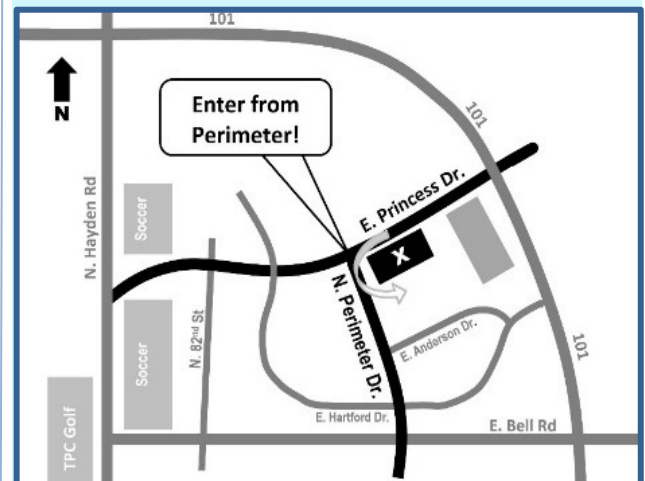 101
N
Enter from
Perimeter!
101
E. Princess Dr.
N. Hayden Rd
Soccer
X
N. Perimeter Dr.
N. 82nd St
E. Anderson Dr.
Soccer
101
E. Hartford Dr.
E. Bell Rd
TPC Golf